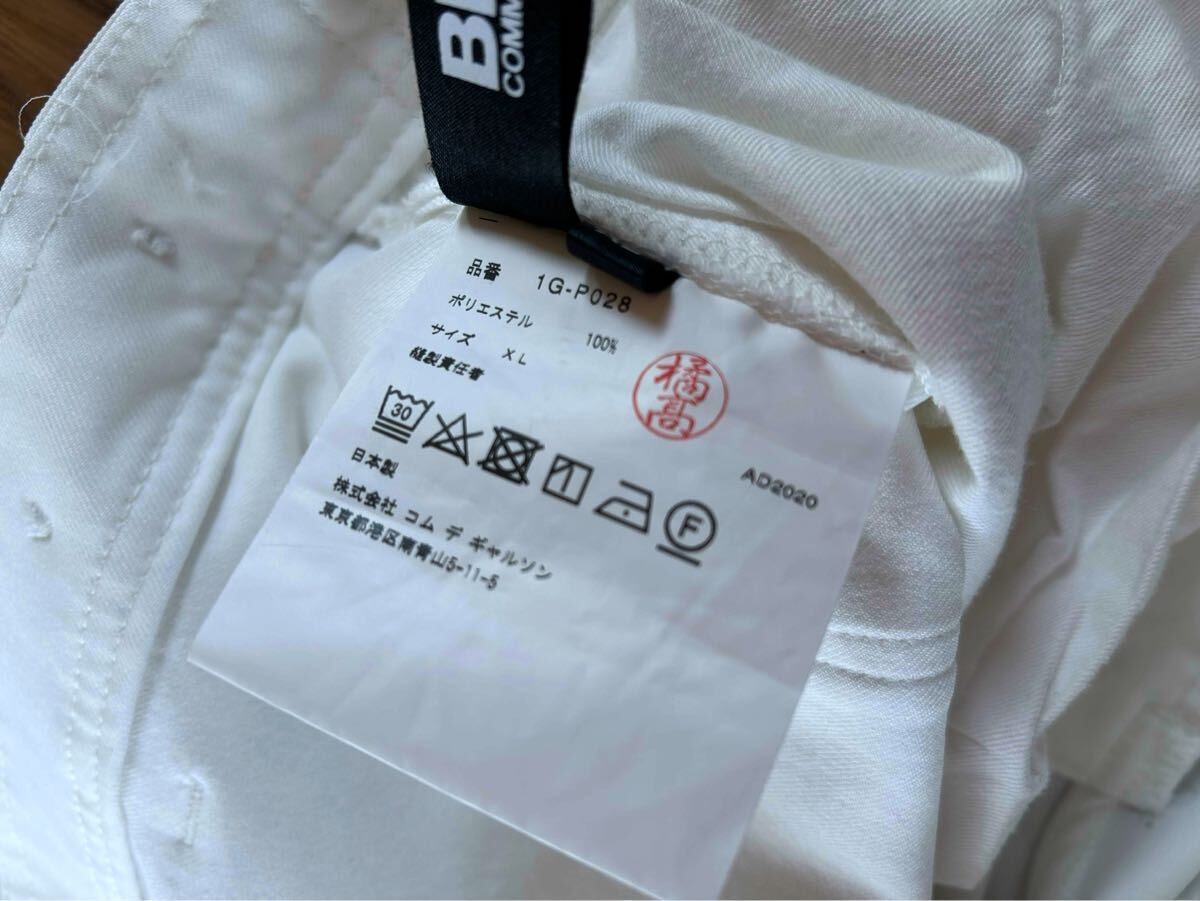 BL
COMM
品番 1G-P028
ポリエステル 100%
サイズ XL
縫製責任者
橘高
30
F
AD2020
日本製
株式会社 コム デ ギャルソン
東京都港区南青山5-11-5